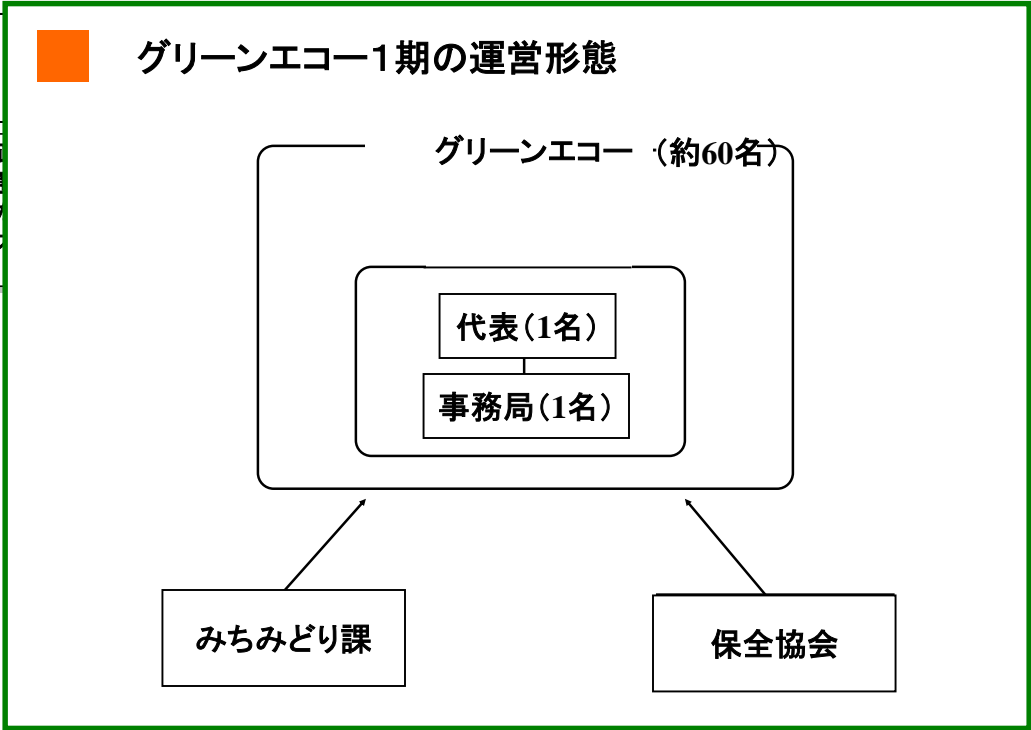 グリーンエコー１期の運営形態
グリーンエコー （約60名）
代表（1名）
事務局（1名）
みちみどり課
保全協会